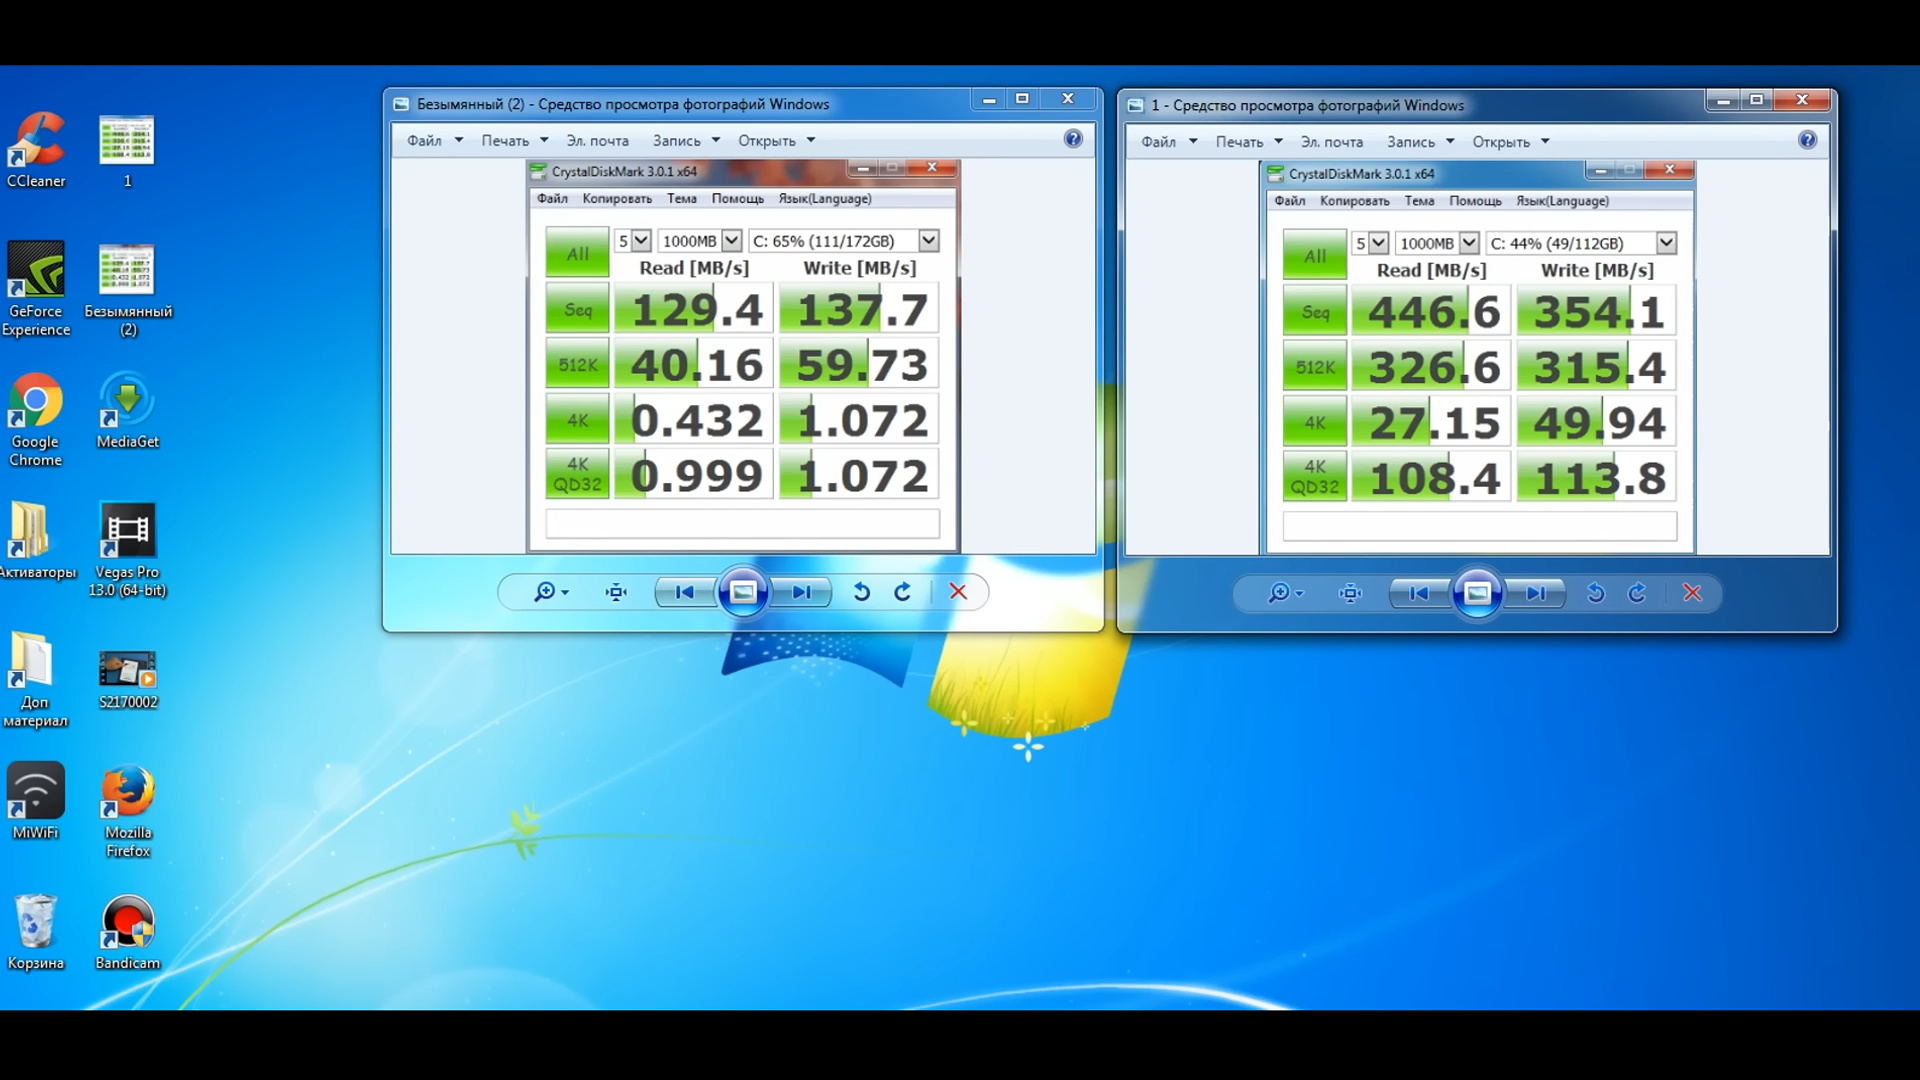 CCleaner
1
GeForce
Experience
Безымянный
(2)
Google
Chrome
MediaGet
Активаторы
Vegas Pro
13.0 (64-bit)
Доп
материал
S2170002
MiWiFi
Mozilla
Firefox
Корзина
Bandicam
Безымянный (2) - Средство просмотра фотографий Windows
Файл Печать Эл. почта Запись Открыть
CrystalDiskMark 3.0.1 x64
Файл Копировать Тема Помощь Язык(Language)
All 5 1000MB C: 65% (111/172GB)
Read [MB/s] Write [MB/s]
Seq 129.4 137.7
512K 40.16 59.73
4K 0.432 1.072
4K QD32 0.999 1.072
1 - Средство просмотра фотографий Windows
Файл Печать Эл. почта Запись Открыть
CrystalDiskMark 3.0.1 x64
Файл Копировать Тема Помощь Язык(Language)
All 5 1000MB C: 44% (49/112GB)
Read [MB/s] Write [MB/s]
Seq 446.6 354.1
512K 326.6 315.4
4K 27.15 49.94
4K QD32 108.4 113.8